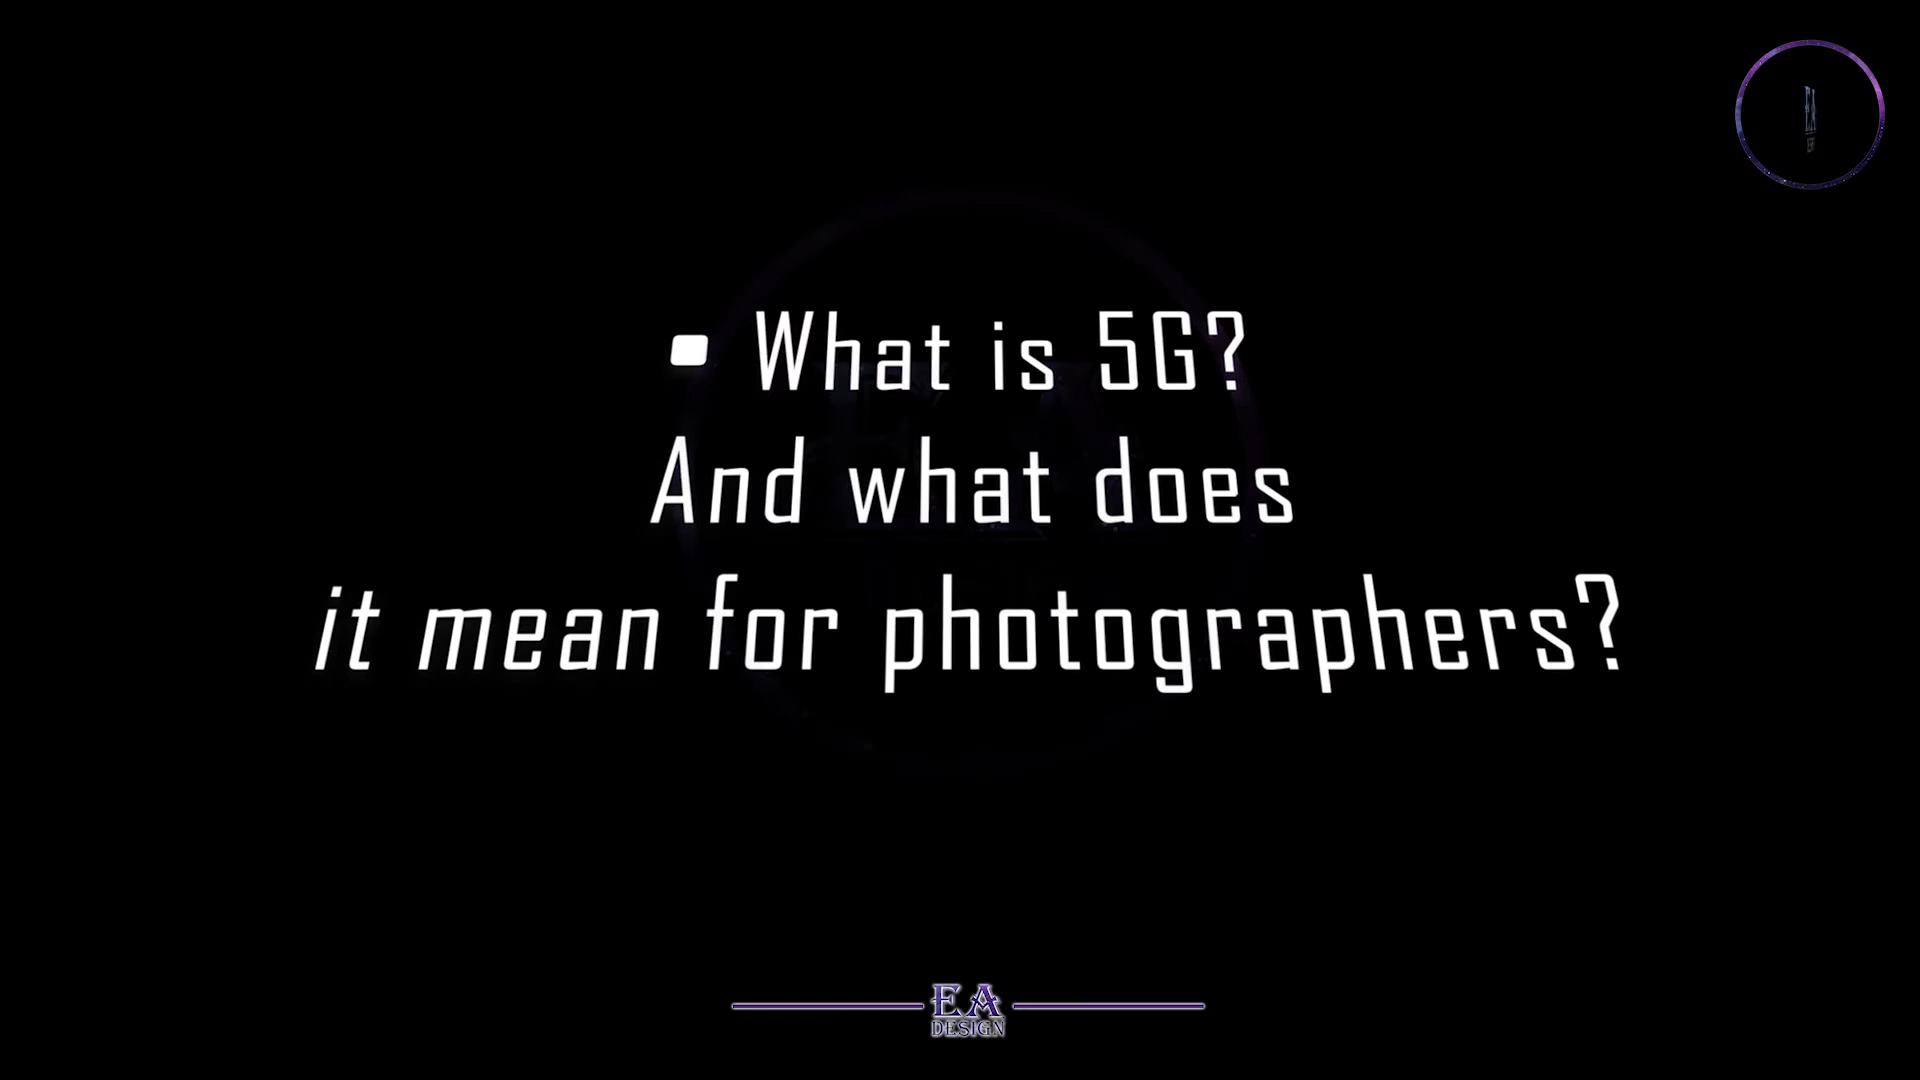 ▪ What is 5G?
And what does
it mean for photographers?
EA
DESIGN